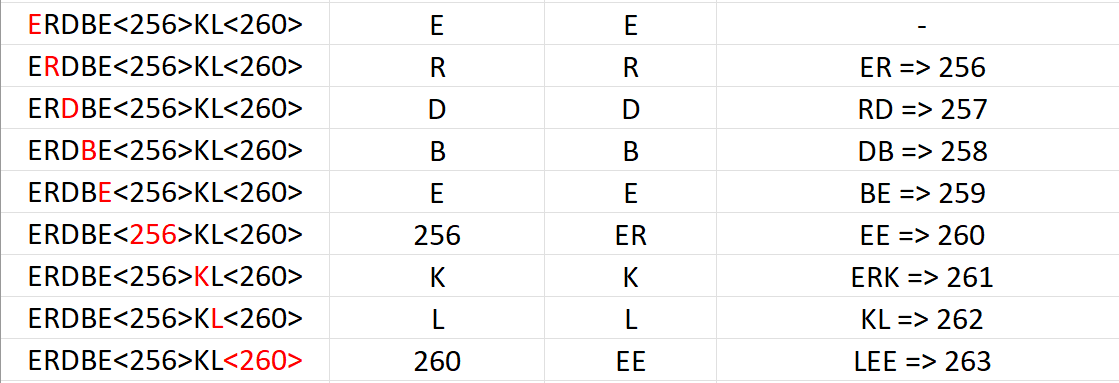 ERDBE<256>KL<260> E E -
ERDBE<256>KL<260> R R ER => 256
ERDBE<256>KL<260> D D RD => 257
ERDBE<256>KL<260> B B DB => 258
ERDBE<256>KL<260> E E BE => 259
ERDBE<256>KL<260> 256 ER EE => 260
ERDBE<256>KL<260> K K ERK => 261
ERDBE<256>KL<260> L L KL => 262
ERDBE<256>KL<260> 260 EE LEE => 263